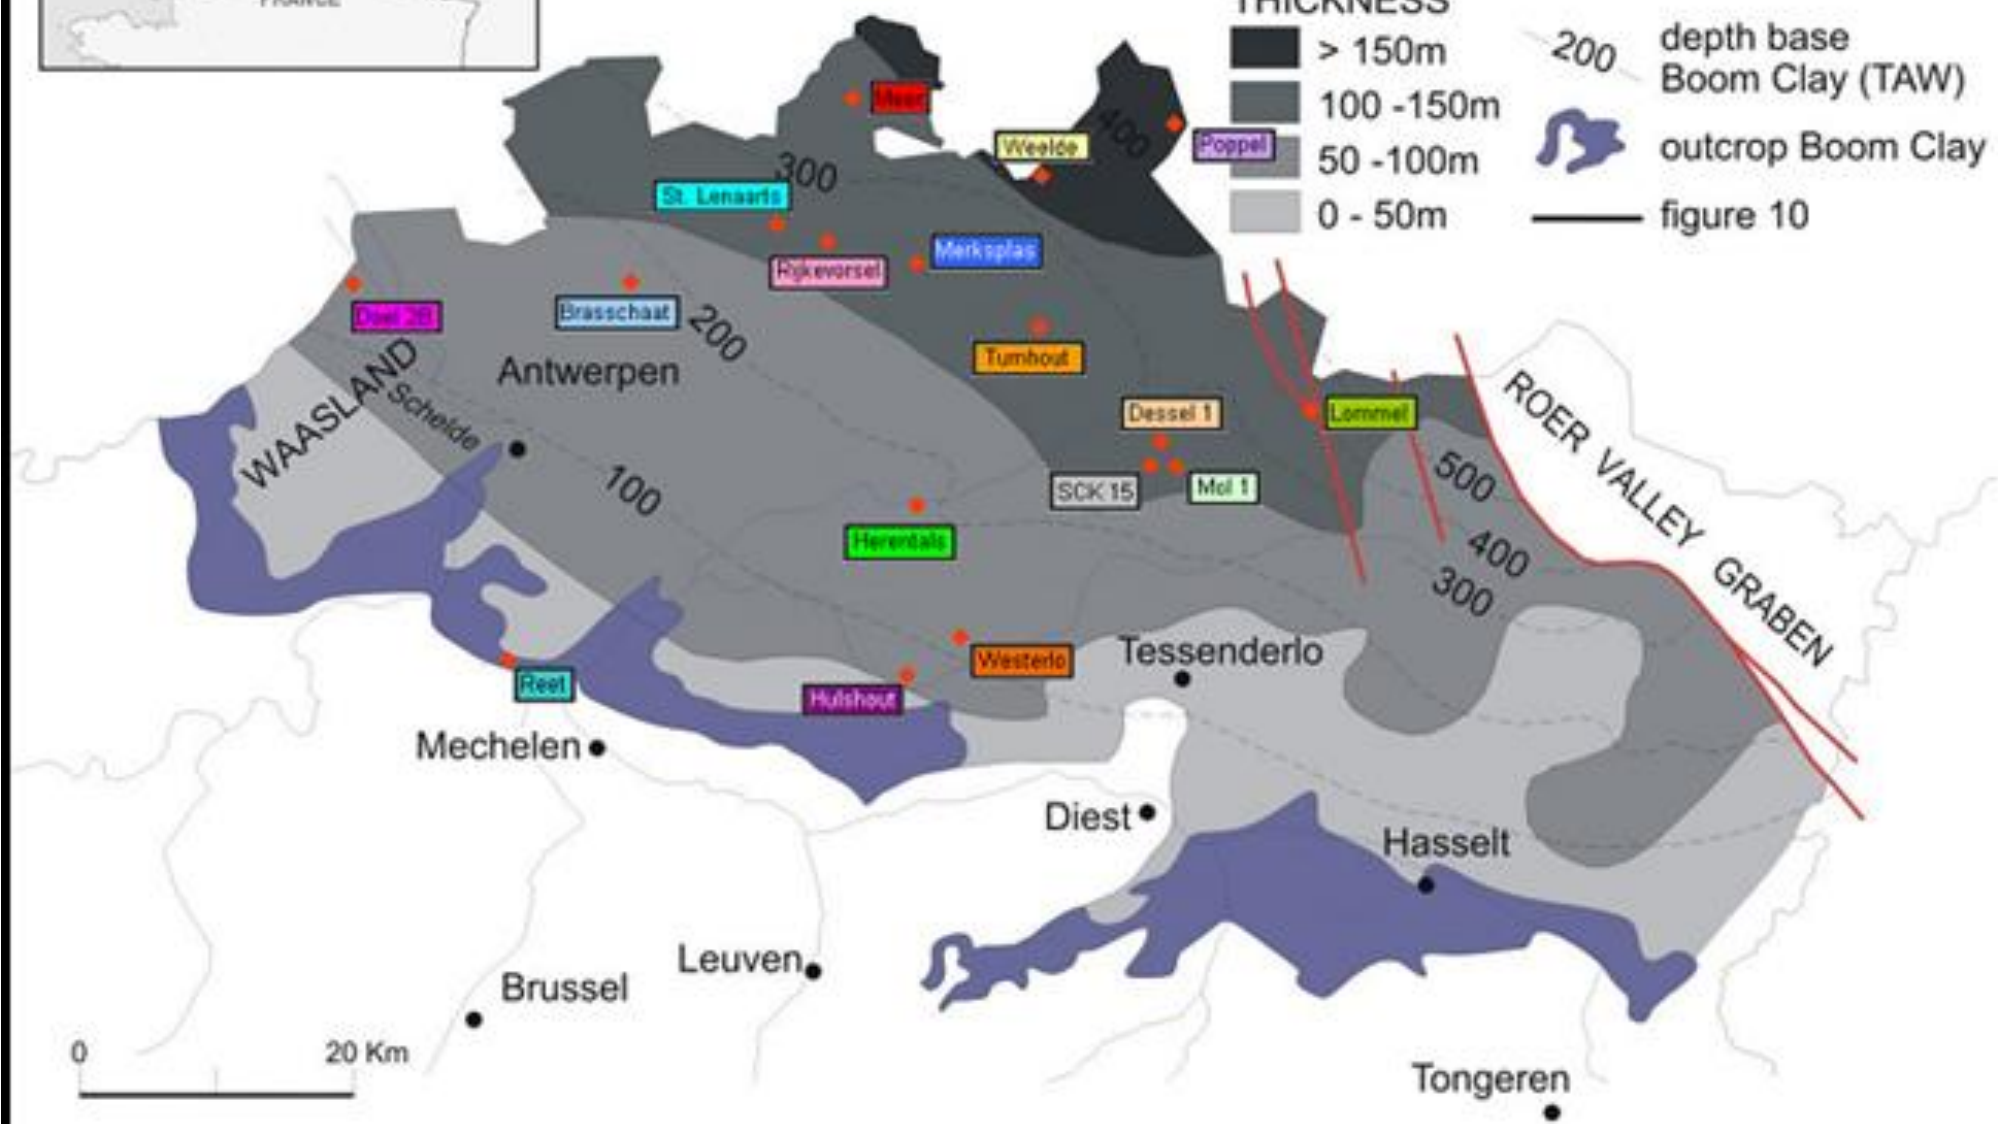 FRANCE
THICKNESS
> 150m
100 -150m
50 -100m
0 - 50m
200
depth base
Boom Clay (TAW)
outcrop Boom Clay
figure 10
Meer
400
Weelde
Poppel
300
St. Lenaarts
Merksplas
Rijkevorsel
Doel 2B
Brasschaat
200
Turnhout
Antwerpen
WAASLAND
Schelde
Dessel 1
Lommel
ROER VALLEY GRABEN
100
SCK 15
Mol 1
500
Herentals
400
300
Westerlo
Tessenderlo
Reet
Hulshout
Mechelen
Diest
Hasselt
Leuven
Brussel
0
20 Km
Tongeren